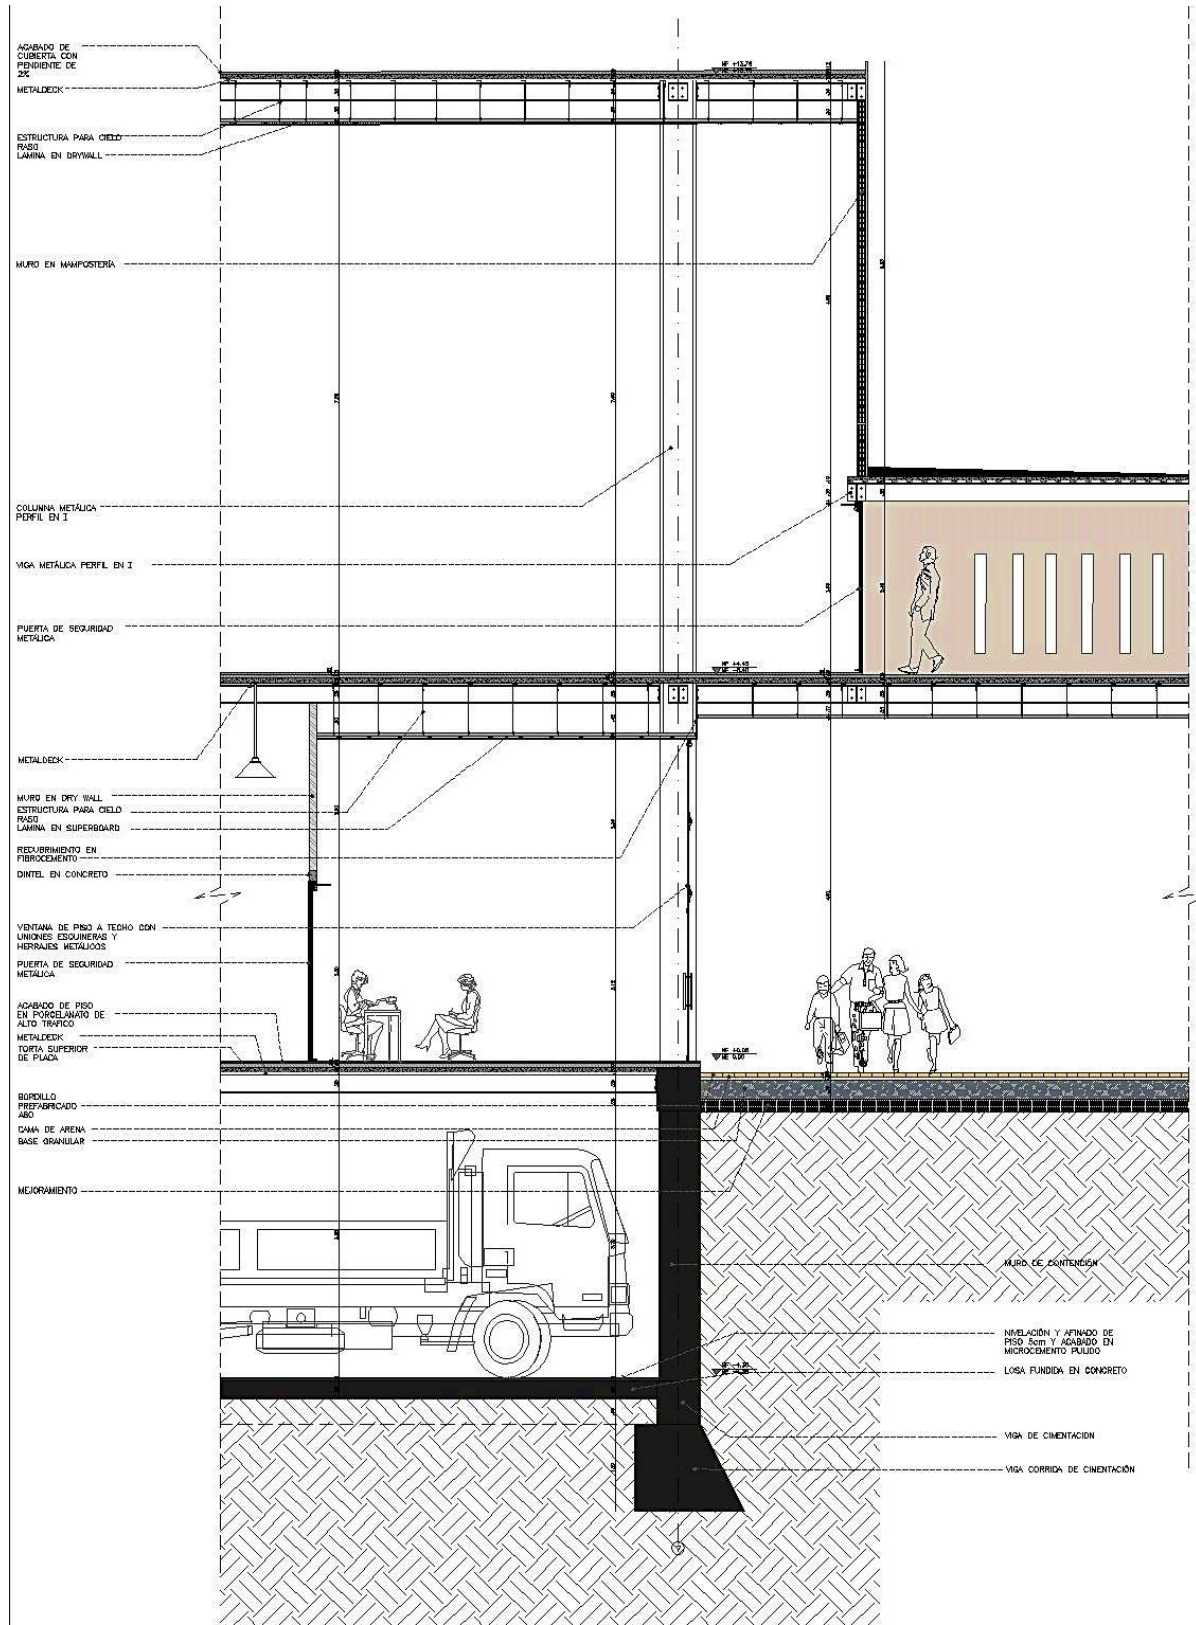 ACABADO DE
CUBIERTA CON
PENDIENTE DE
2%
METALDECK
ESTRUCTURA PARA CIELO
RASO
LAMINA EN DRYWALL
MURO EN MAMPOSTERÍA
COLUMNA METÁLICA
PERFIL EN I
VIGA METÁLICA PERFIL EN I
PUERTA DE SEGURIDAD
METÁLICA
METALDECK
MURO EN DRY WALL
ESTRUCTURA PARA CIELO
RASO
LAMINA EN SUPERBOARD
RECUBRIMIENTO EN
FIBROCEMENTO
DINTEL EN CONCRETO
VENTANA DE PISO A TECHO CON
UNIONES ESQUINERAS Y
HERRAJES METÁLICOS
PUERTA DE SEGURIDAD
METÁLICA
ACABADO DE PISO
EN PORCELANATO DE
ALTO TRAFICO
METALDECK
TORTA SUPERIOR
DE PLACA
BORDILLO
PREFABRICADO
A80
CAMA DE ARENA
BASE GRANULAR
MEJORAMIENTO
MURO DE CONTENCIÓN
NIVELACIÓN Y AFINADO DE
PISO 5cm Y ACABADO EN
MICROCEMENTO PULIDO
LOSA FUNDIDA EN CONCRETO
VIGA DE CIMENTACION
VIGA CORRIDA DE CIMENTACIÓN